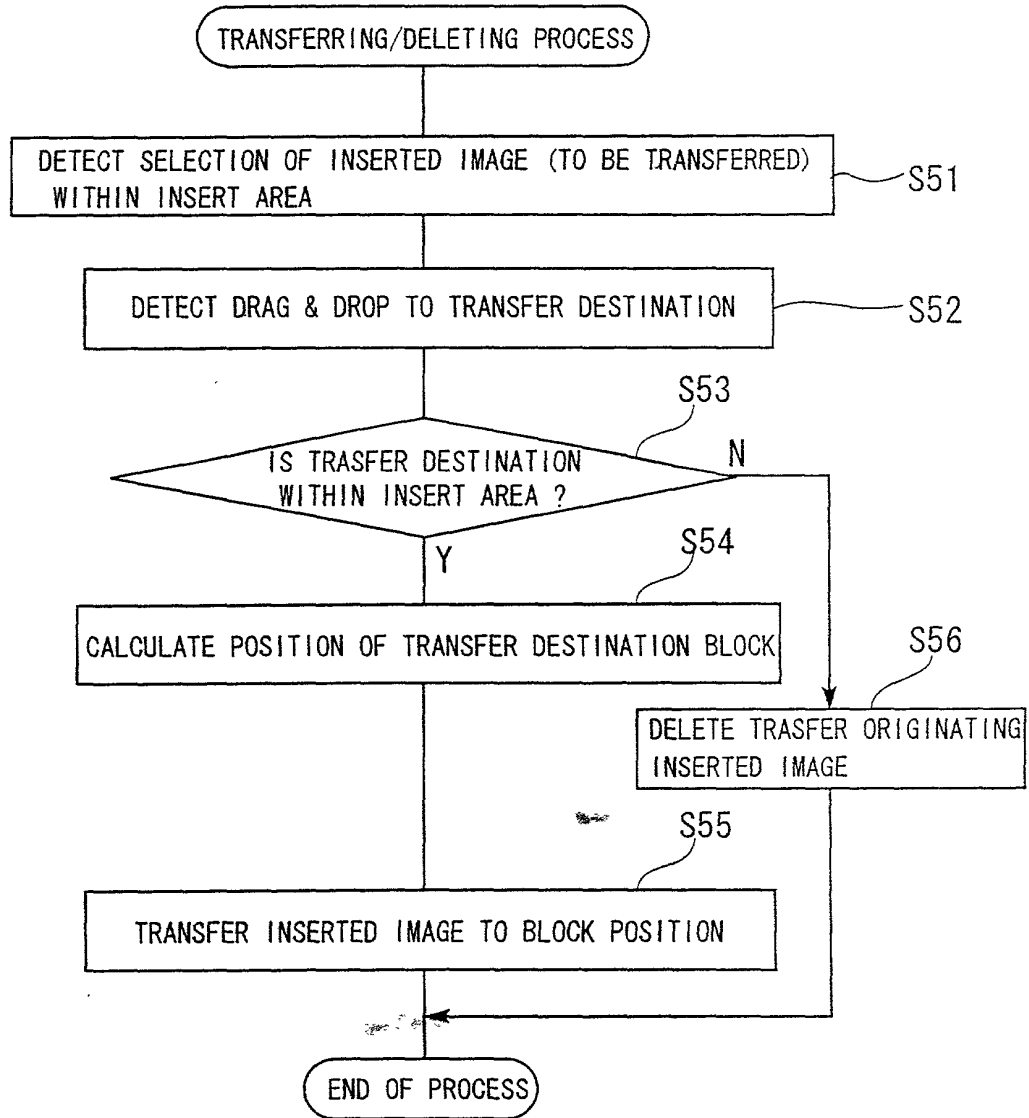 TRANSFERRING/DELETING PROCESS
DETECT SELECTION OF INSERTED IMAGE (TO BE TRANSFERRED)
WITHIN INSERT AREA
S51
DETECT DRAG & DROP TO TRANSFER DESTINATION
S52
S53
IS TRASFER DESTINATION
WITHIN INSERT AREA ?
N
Y
S54
CALCULATE POSITION OF TRANSFER DESTINATION BLOCK
S56
DELETE TRASFER ORIGINATING
INSERTED IMAGE
S55
TRANSFER INSERTED IMAGE TO BLOCK POSITION
END OF PROCESS